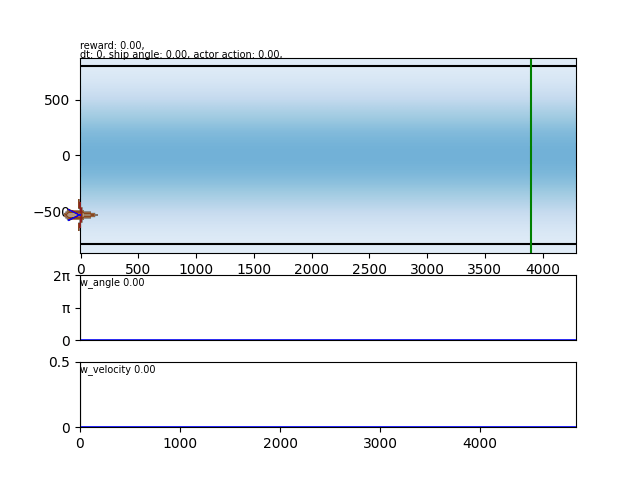 reward: 0.00,
dt: 0, ship angle: 0.00, actor action: 0.00,
500
0
−500
0 500 1000 1500 2000 2500 3000 3500 4000
2π
w_angle 0.00
π
0
0.5
w_velocity 0.00
0
0 1000 2000 3000 4000